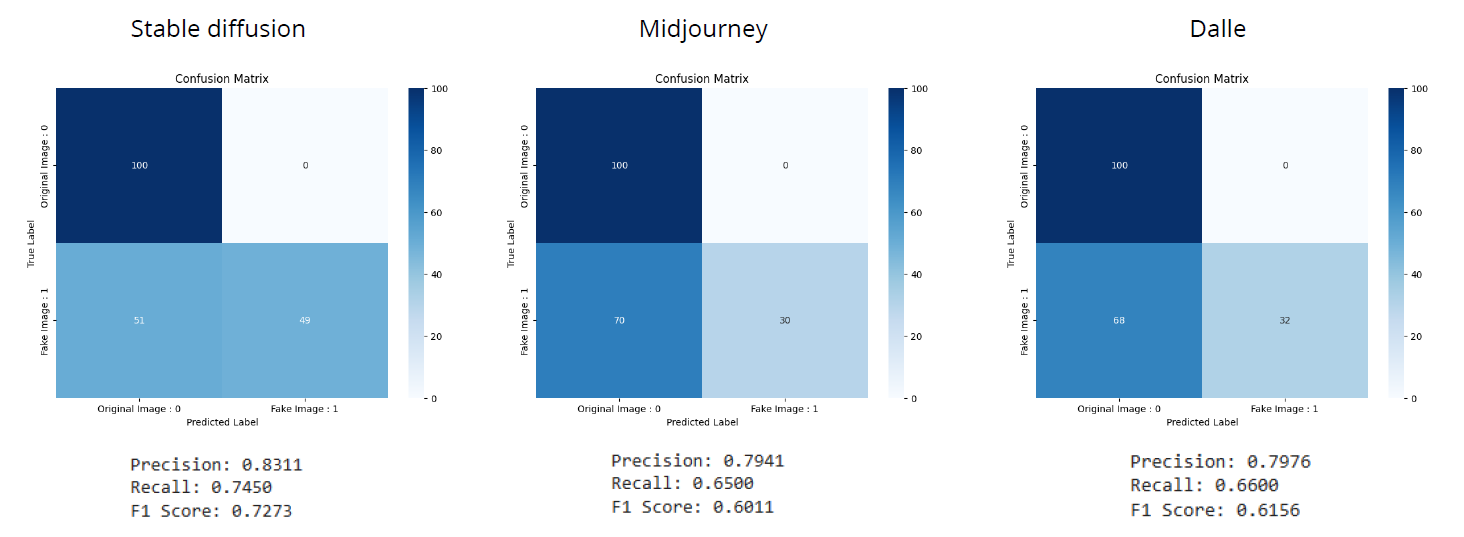 Stable diffusion
Confusion Matrix
100
0
51
49
Original Image : 0
Fake Image : 1
True Label
Original Image : 0
Fake Image : 1
Predicted Label
100
80
60
40
20
0
Precision: 0.8311
Recall: 0.7450
F1 Score: 0.7273
Midjourney
Confusion Matrix
100
0
70
30
Original Image : 0
Fake Image : 1
True Label
Original Image : 0
Fake Image : 1
Predicted Label
100
80
60
40
20
0
Precision: 0.7941
Recall: 0.6500
F1 Score: 0.6011
Dalle
Confusion Matrix
100
0
68
32
Original Image : 0
Fake Image : 1
True Label
Original Image : 0
Fake Image : 1
Predicted Label
100
80
60
40
20
0
Precision: 0.7976
Recall: 0.6600
F1 Score: 0.6156